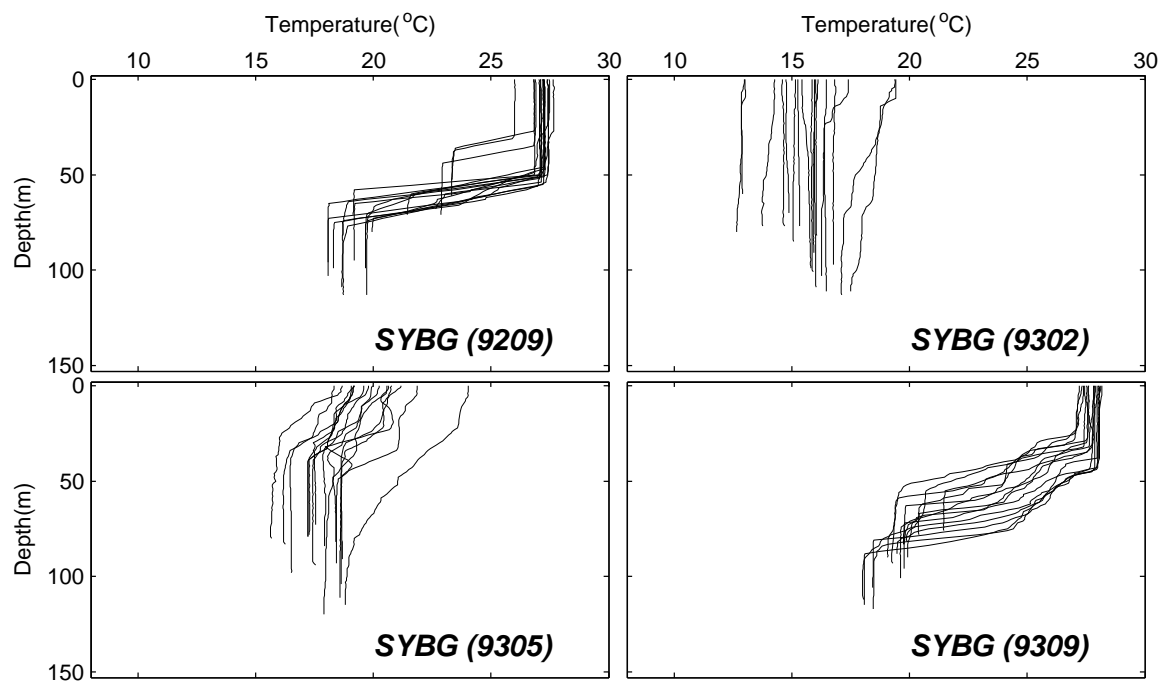 Temperature(°C) Temperature(°C)
10 15 20 25 30 10 15 20 25 30
0
50
100
150
Depth(m)
SYBG (9209) SYBG (9302)
0
50
100
150
Depth(m)
SYBG (9305) SYBG (9309)